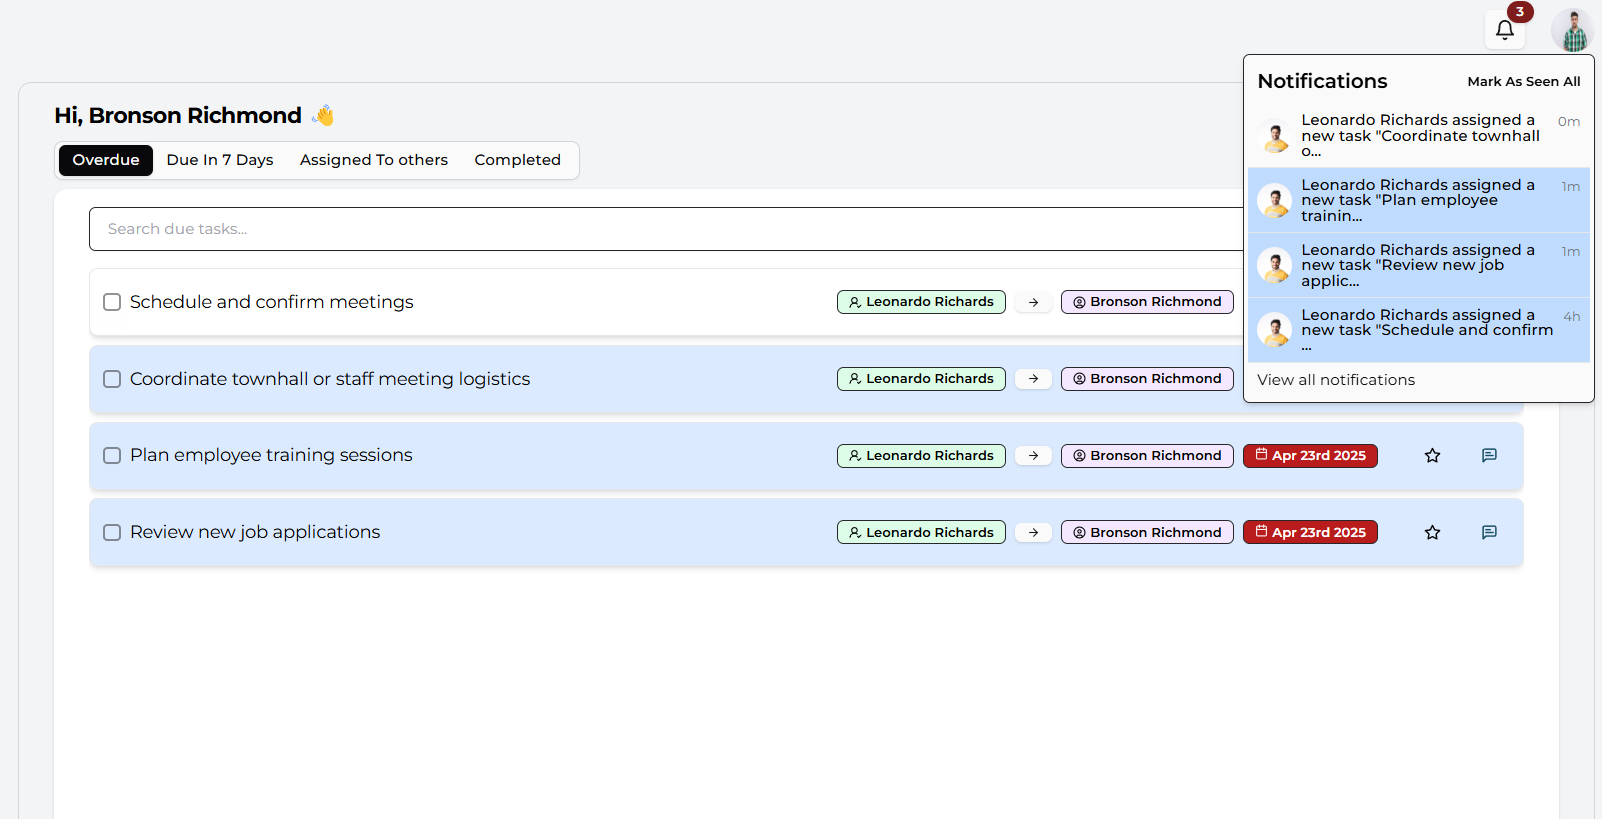 3
Notifications Mark As Seen All
Leonardo Richards assigned a 0m
new task "Coordinate townhall
o...
Leonardo Richards assigned a 1m
new task "Plan employee
trainin...
Leonardo Richards assigned a 1m
new task "Review new job
applic...
Leonardo Richards assigned a 4h
new task "Schedule and confirm
...
View all notifications
Hi, Bronson Richmond 👋
Overdue Due In 7 Days Assigned To others Completed
Search due tasks...
Schedule and confirm meetings Leonardo Richards → Bronson Richmond
Coordinate townhall or staff meeting logistics Leonardo Richards → Bronson Richmond
Plan employee training sessions Leonardo Richards → Bronson Richmond Apr 23rd 2025
Review new job applications Leonardo Richards → Bronson Richmond Apr 23rd 2025